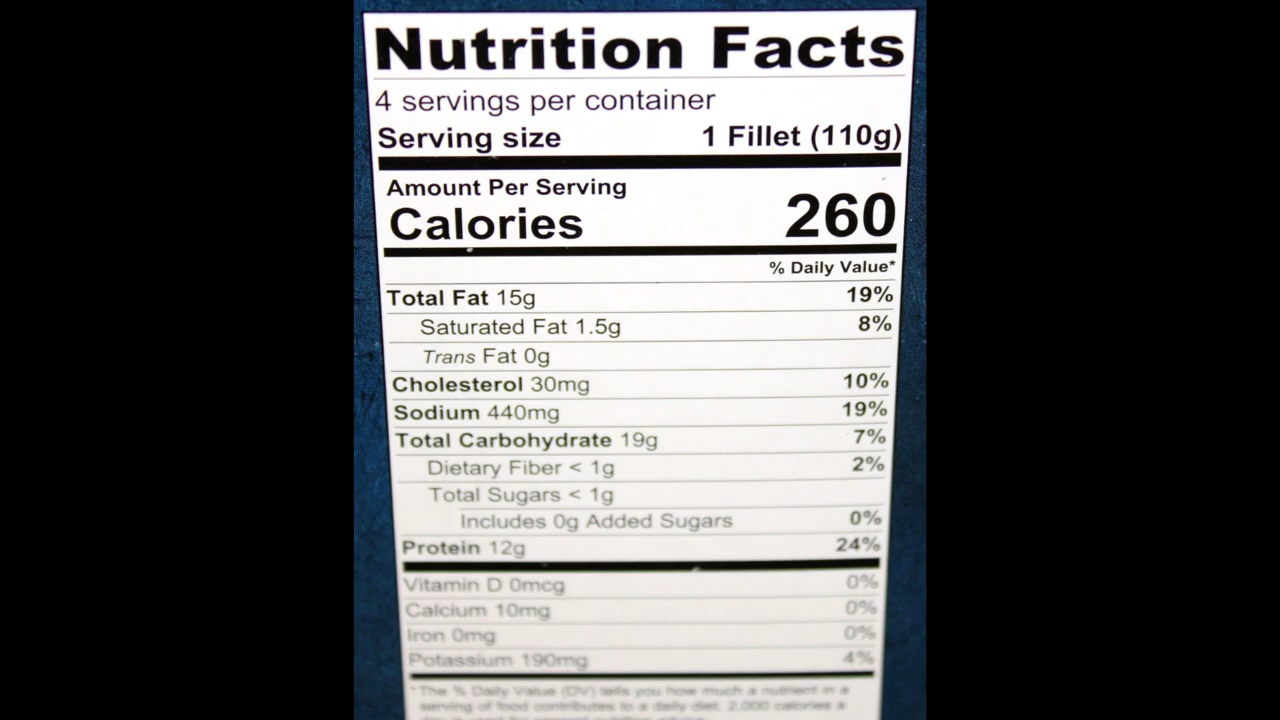 Nutrition Facts
4 servings per container
Serving size 1 Fillet (110g)
Amount Per Serving
Calories 260
% Daily Value*
Total Fat 15g 19%
Saturated Fat 1.5g 8%
Trans Fat 0g
Cholesterol 30mg 10%
Sodium 440mg 19%
Total Carbohydrate 19g 7%
Dietary Fiber < 1g 2%
Total Sugars < 1g
Includes 0g Added Sugars 0%
Protein 12g 24%
Vitamin D 0mcg 0%
Calcium 10mg 0%
Iron 0mg 0%
Potassium 190mg 4%
*The % Daily Value (DV) tells you how much a nutrient in a
serving of food contributes to a daily diet. 2,000 calories a